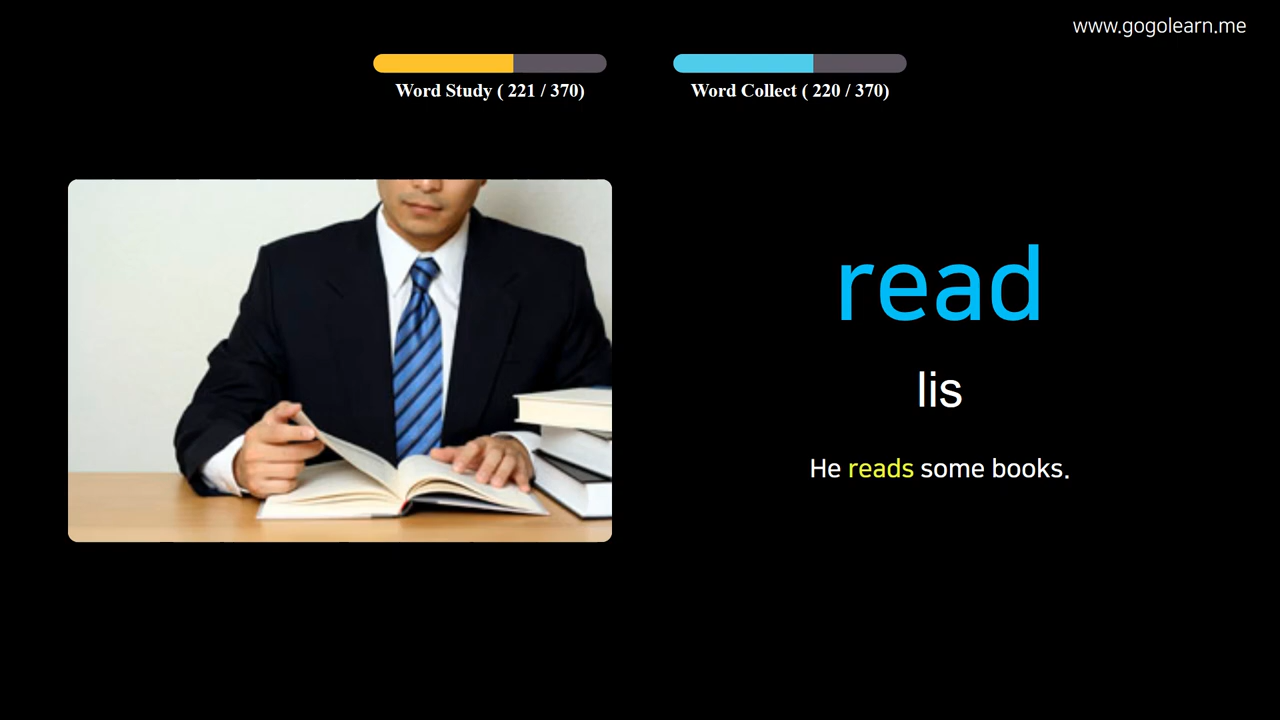 www.gogolearn.me
Word Study ( 221 / 370)
Word Collect ( 220 / 370)
read
lis
He reads some books.